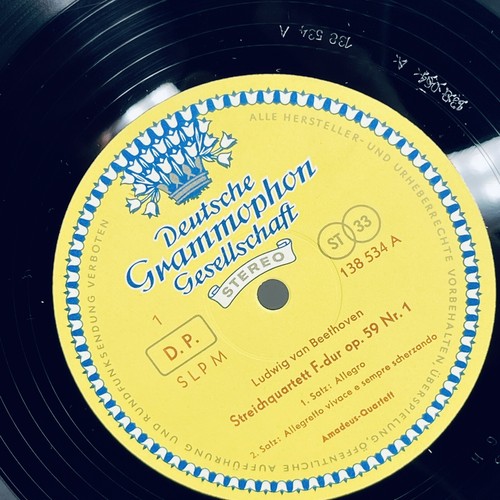 138 534 A
ALLE HERSTELLER- UND URHEBERRECHTE VORBEHALTEN
ÜBERSPIELUNG, ÖFFENTLICHE AUFFÜHRUNG UND RUNDFUNKSENDUNG VERBOTEN
Deutsche
Grammophon
Gesellschaft
STEREO
ST 33
138 534 A
1
D.P.
SLPM
Ludwig van Beethoven
Streichquartett F-dur op. 59 Nr. 1
1. Satz: Allegro
2. Satz: Allegretto vivace e sempre scherzando
Amadeus-Quartett